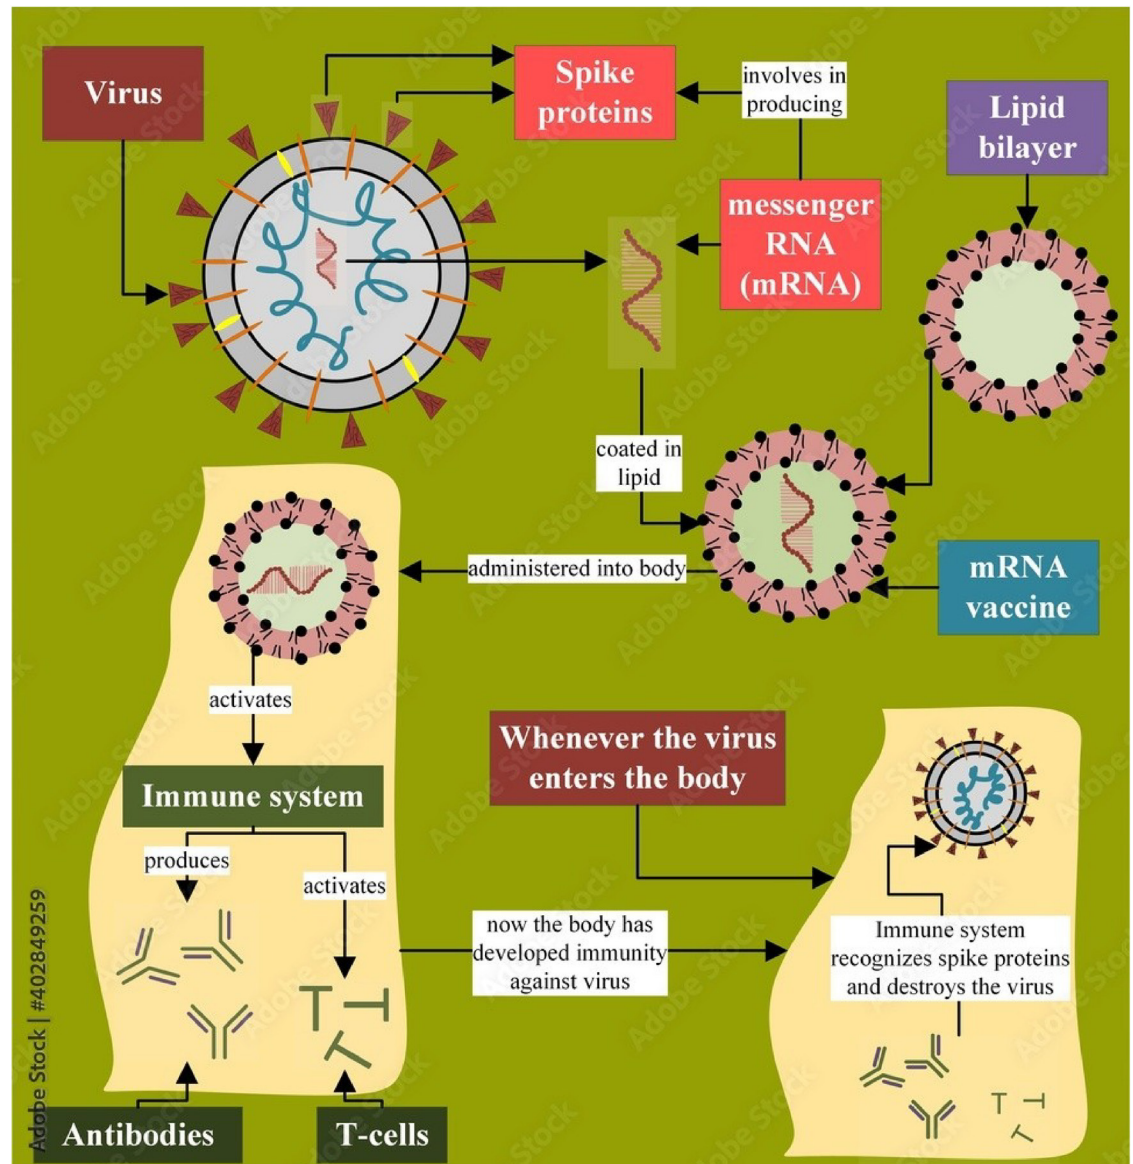 Virus
Spike
proteins
involves in
producing
Lipid
bilayer
messenger
RNA
(mRNA)
coated in
lipid
administered into body
mRNA
vaccine
activates
Immune system
produces
activates
Whenever the virus
enters the body
now the body has
developed immunity
against virus
Immune system
recognizes spike proteins
and destroys the virus
Antibodies
T-cells
Adobe Stock | #402849259